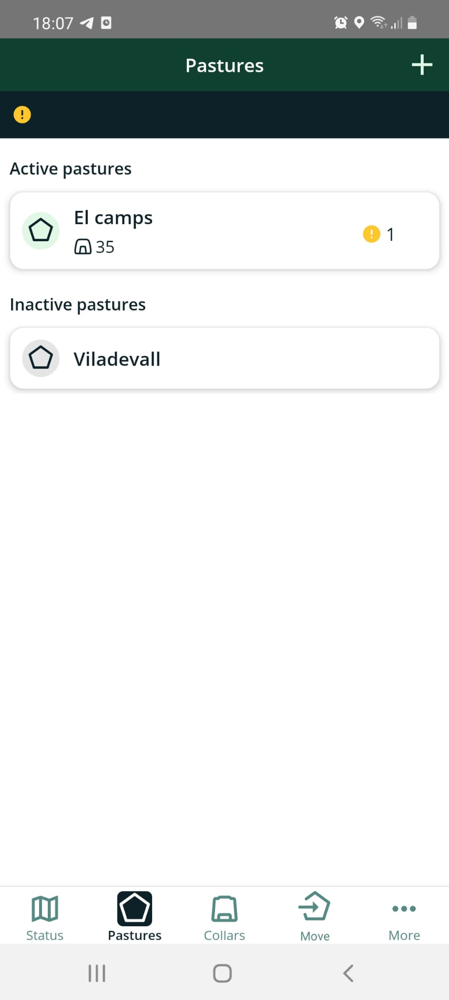 18:07
Pastures
Active pastures
El camps
35
1
Inactive pastures
Viladevall
Status
Pastures
Collars
Move
More